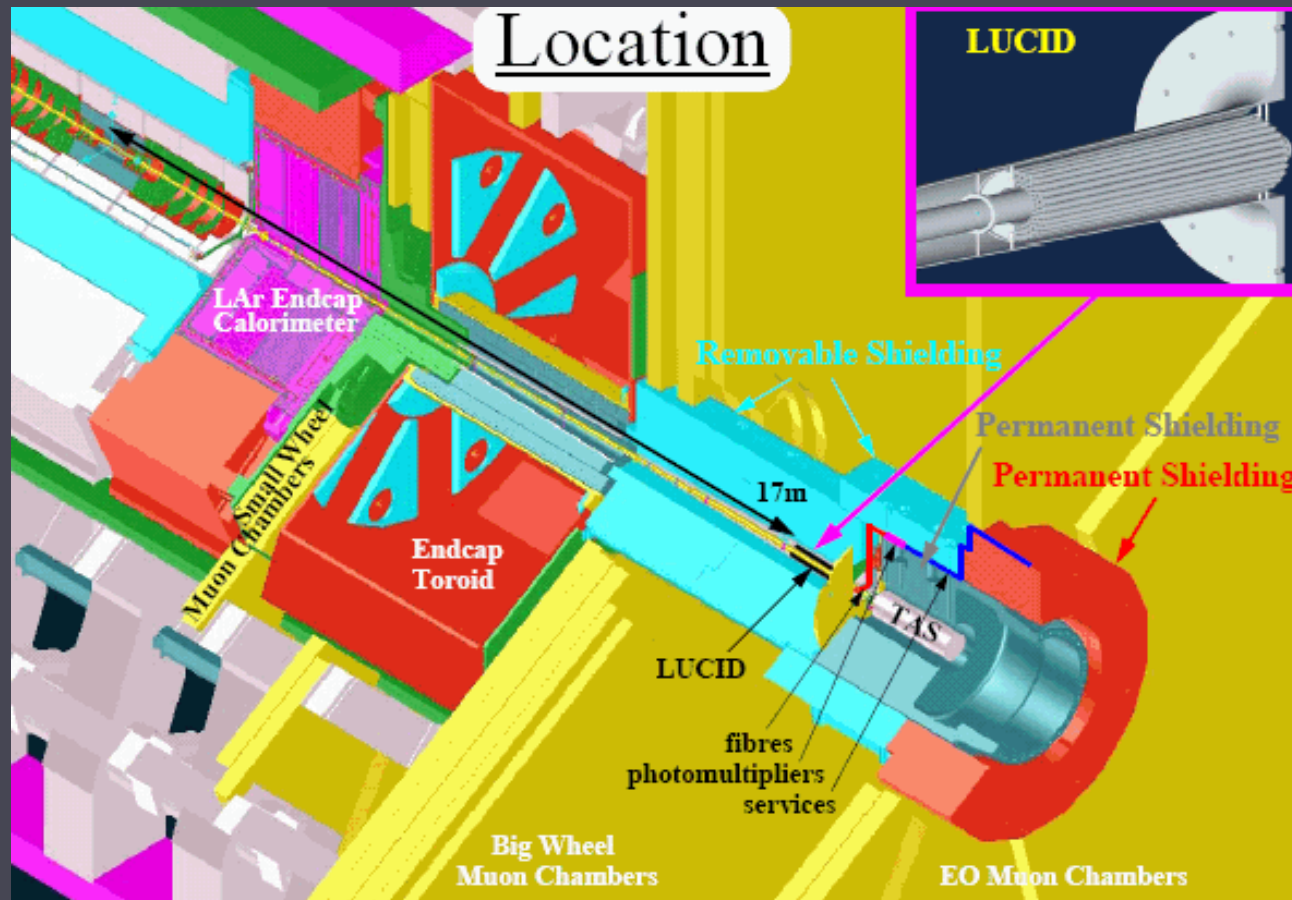 Location
LUCID
LAr Endcap
Calorimeter
Removable Shielding
Permanent Shielding
Permanent Shielding
Small Wheel
Muon Chambers
17m
Endcap
Toroid
TAS
LUCID
fibres
photomultipliers
services
Big Wheel
Muon Chambers
EO Muon Chambers